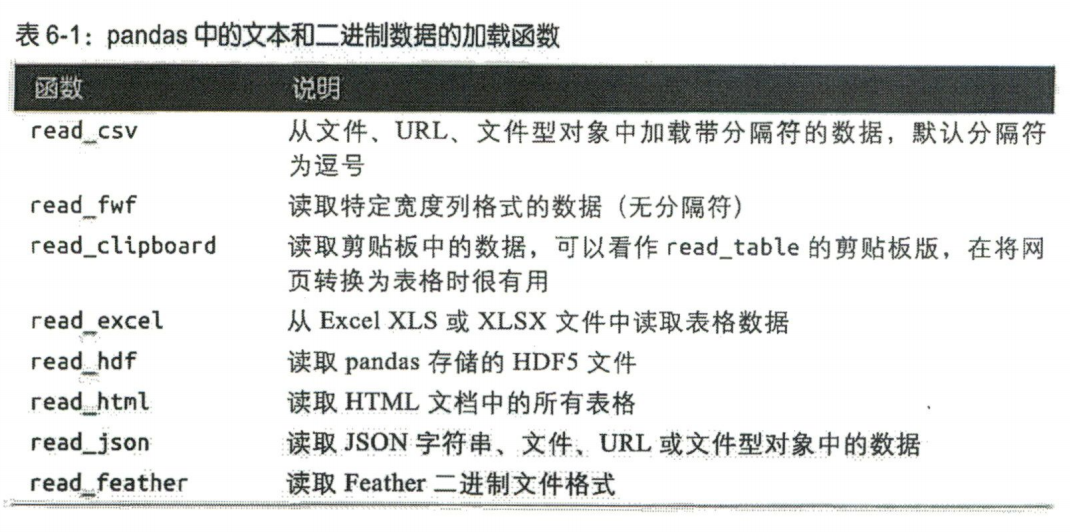 表 6-1：pandas 中的文本和二进制数据的加载函数
函数 说明
read_csv 从文件、URL、文件型对象中加载带分隔符的数据，默认分隔符
为逗号
read_fwf 读取特定宽度列格式的数据（无分隔符）
read_clipboard 读取剪贴板中的数据，可以看作 read_table 的剪贴板版，在将网
页转换为表格时很有用
read_excel 从 Excel XLS 或 XLSX 文件中读取表格数据
read_hdf 读取 pandas 存储的 HDF5 文件
read_html 读取 HTML 文档中的所有表格
read_json 读取 JSON 字符串、文件、URL 或文件型对象中的数据
read_feather 读取 Feather 二进制文件格式